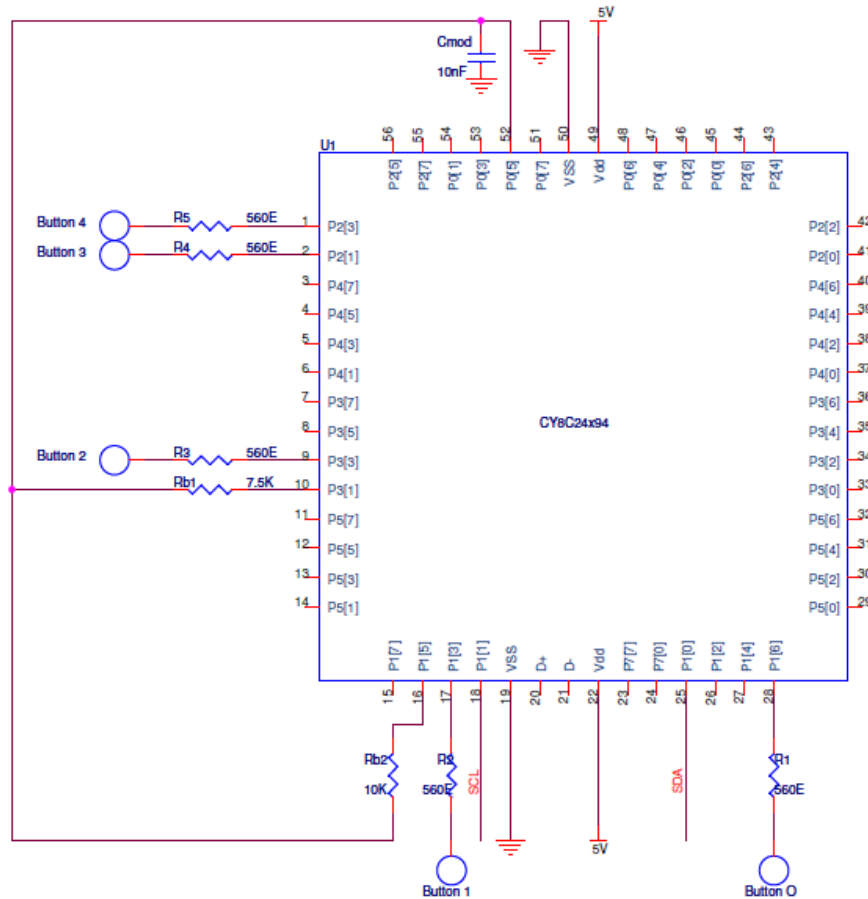 5V
Cmod
10nF
U1
56 55 54 53 52 51 50 49 48 47 46 45 44 43
P2[5] P2[7] P0[1] P0[3] P0[5] P0[7] VSS Vdd P0[6] P0[4] P0[2] P0[0] P2[6] P2[4]
Button 4 R5 560E 1 P2[3] P2[2] 42
Button 3 R4 560E 2 P2[1] P2[0] 41
3 P4[7] P4[6] 40
4 P4[5] P4[4] 39
5 P4[3] P4[2] 38
6 P4[1] P4[0] 37
7 P3[7] P3[6] 36
CY8C24x94
8 P3[5] P3[4] 35
Button 2 R3 560E 9 P3[3] P3[2] 34
Rb1 7.5K 10 P3[1] P3[0] 33
11 P5[7] P5[6] 32
12 P5[5] P5[4] 31
13 P5[3] P5[2] 30
14 P5[1] P5[0] 29
P1[7] P1[5] P1[3] P1[1] VSS D+ D- Vdd P7[7] P7[0] P1[0] P1[2] P1[4] P1[6]
15 16 17 18 19 20 21 22 23 24 25 26 27 28
Rb2 R2 SCL SDA R1
10K 560E 560E
5V
Button 1 Button O